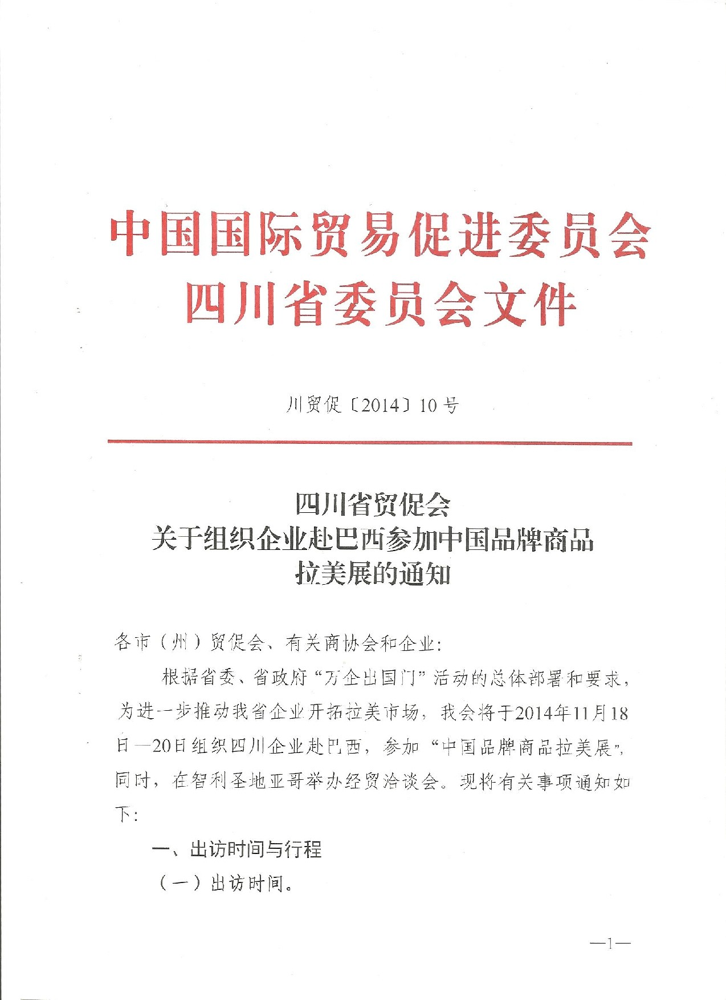 中国国际贸易促进委员会
四川省委员会文件
川贸促〔2014〕10号
四川省贸促会
关于组织企业赴巴西参加中国品牌商品
拉美展的通知
各市（州）贸促会、有关商协会和企业：
根据省委、省政府“万企出国门”活动的总体部署和要求，
为进一步推动我省企业开拓拉美市场，我会将于2014年11月18
日—20日组织四川企业赴巴西，参加“中国品牌商品拉美展”，
同时，在智利圣地亚哥举办经贸洽谈会。现将有关事项通知如
下：
一、出访时间与行程
（一）出访时间。
—1—